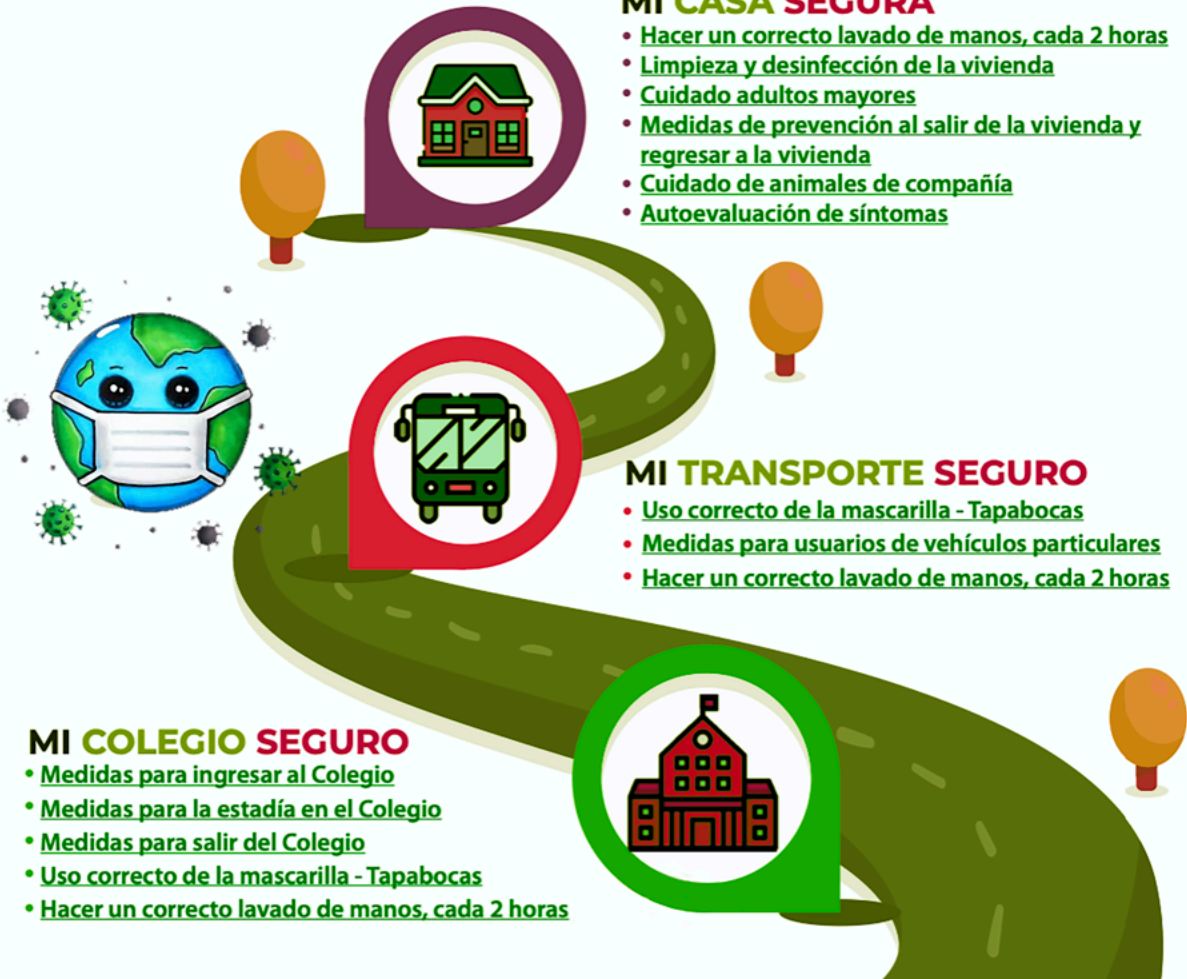 MI CASA SEGURA
• Hacer un correcto lavado de manos, cada 2 horas
• Limpieza y desinfección de la vivienda
• Cuidado adultos mayores
• Medidas de prevención al salir de la vivienda y
regresar a la vivienda
• Cuidado de animales de compañía
• Autoevaluación de síntomas
MI TRANSPORTE SEGURO
• Uso correcto de la mascarilla - Tapabocas
• Medidas para usuarios de vehículos particulares
• Hacer un correcto lavado de manos, cada 2 horas
MI COLEGIO SEGURO
• Medidas para ingresar al Colegio
• Medidas para la estadía en el Colegio
• Medidas para salir del Colegio
• Uso correcto de la mascarilla - Tapabocas
• Hacer un correcto lavado de manos, cada 2 horas